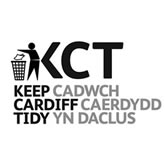 KCT
KEEP CADWCH
CARDIFF CAERDYDD
TIDY YN DACLUS